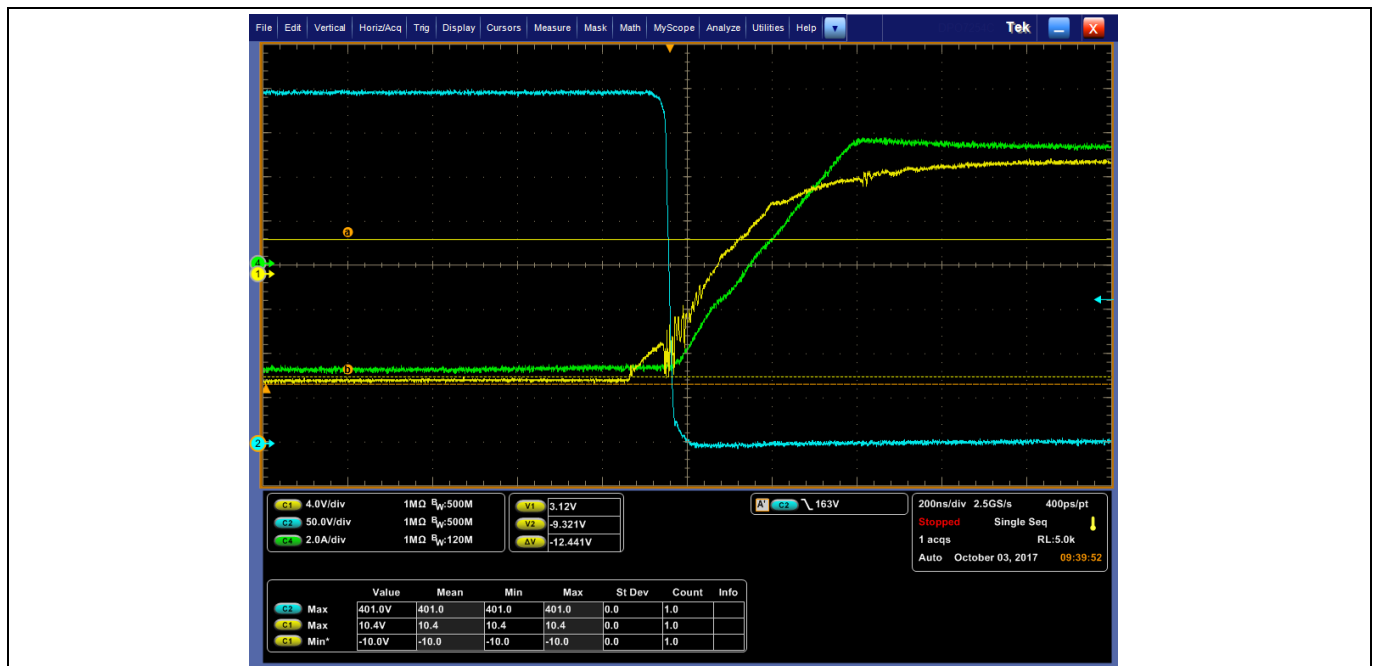 File Edit Vertical Horiz/Acq Trig Display Cursors Measure Mask Math MyScope Analyze Utilities Help Tek X
a
4
1
b
2
C1 4.0V/div 1MΩ BW:500M
C2 50.0V/div 1MΩ BW:500M
C4 2.0A/div 1MΩ BW:120M
V1 3.12V
V2 -9.321V
ΔV -12.441V
A' C2 163V
200ns/div 2.5GS/s 400ps/pt
Stopped Single Seq
1 acqs RL:5.0k
Auto October 03, 2017 09:39:52
Value Mean Min Max St Dev Count Info
C2 Max 401.0V 401.0 401.0 401.0 0.0 1.0
C1 Max 10.4V 10.4 10.4 10.4 0.0 1.0
C1 Min* -10.0V -10.0 -10.0 -10.0 0.0 1.0